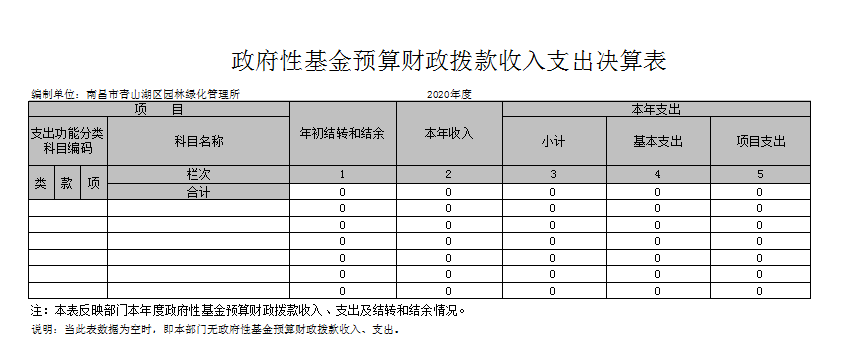 政府性基金预算财政拨款收入支出决算表
编制单位：南昌市青山湖区园林绿化管理所 2020年度
项 目 年初结转和结余 本年收入 本年支出
支出功能分类科目编码 科目名称 小计 基本支出 项目支出
类 款 项 栏次 1 2 3 4 5
合计 0 0 0 0 0
0 0 0 0 0
0 0 0 0 0
0 0 0 0 0
0 0 0 0 0
0 0 0 0 0
0 0 0 0 0
注：本表反映部门本年度政府性基金预算财政拨款收入、支出及结转和结余情况。
说明：当此表数据为空时，即本部门无政府性基金预算财政拨款收入、支出。